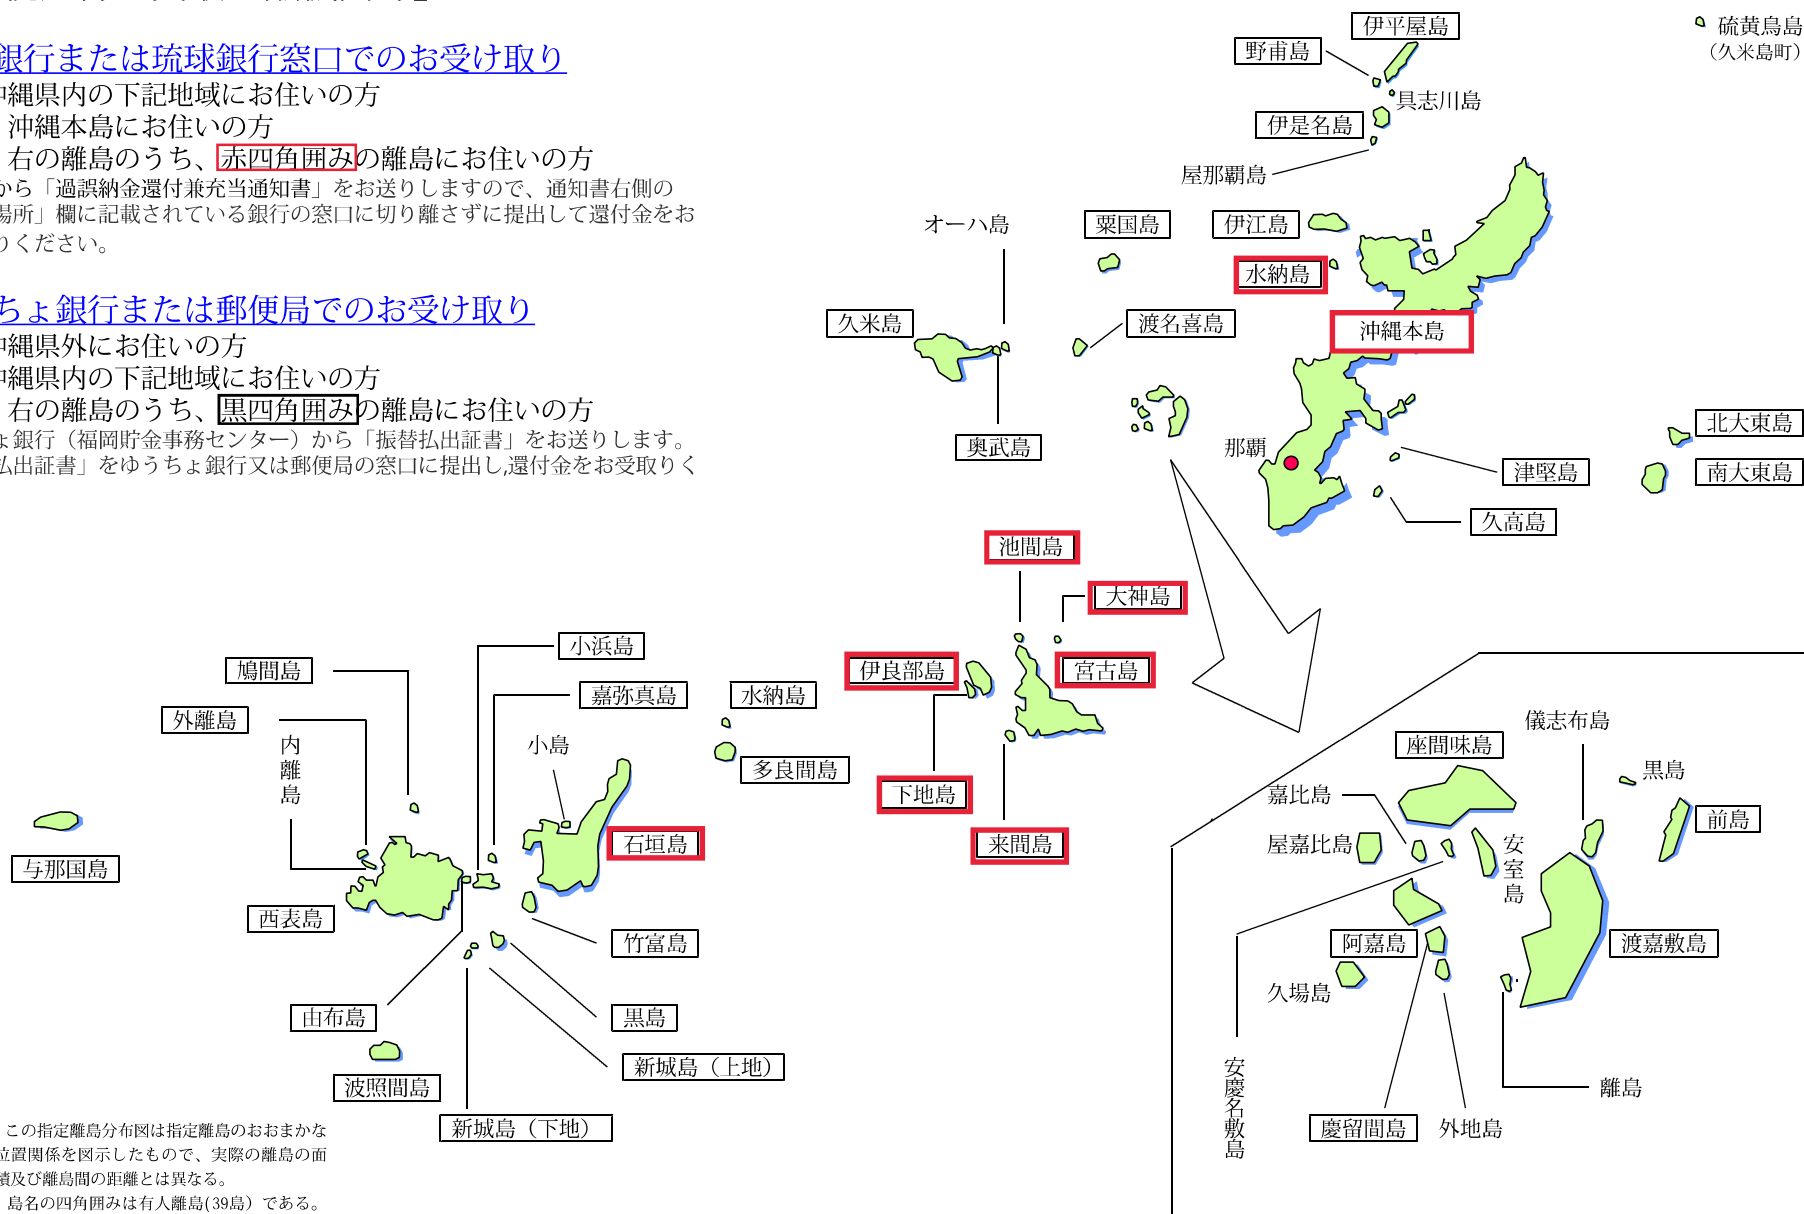 銀行または琉球銀行窓口でのお受け取り
沖縄県内の下記地域にお住いの方
沖縄本島にお住いの方
右の離島のうち、赤四角囲みの離島にお住いの方
から「過誤納金還付兼充当通知書」をお送りしますので、通知書右側の
場所」欄に記載されている銀行の窓口に切り離さずに提出して還付金をお
りください。
ちょ銀行または郵便局でのお受け取り
沖縄県外にお住いの方
沖縄県内の下記地域にお住いの方
右の離島のうち、黒四角囲みの離島にお住いの方
ょ銀行（福岡貯金事務センター）から「振替払出証書」をお送りします。
払出証書」をゆうちょ銀行又は郵便局の窓口に提出し,還付金をお受取りく
伊平屋島
硫黄鳥島
（久米島町）
野甫島
具志川島
伊是名島
屋那覇島
オーハ島
粟国島
伊江島
水納島
久米島
渡名喜島
沖縄本島
奥武島
那覇
北大東島
津堅島
南大東島
久高島
池間島
大神島
伊良部島
宮古島
下地島
来間島
小浜島
鳩間島
嘉弥真島
水納島
外離島
内離島
小島
多良間島
石垣島
与那国島
西表島
竹富島
由布島
黒島
新城島（上地）
波照間島
新城島（下地）
儀志布島
座間味島
黒島
嘉比島
前島
屋嘉比島
安室島
阿嘉島
渡嘉敷島
久場島
安慶名敷島
離島
慶留間島
外地島
この指定離島分布図は指定離島のおおまかな
位置関係を図示したもので、実際の離島の面
積及び離島間の距離とは異なる。
島名の四角囲みは有人離島(39島）である。